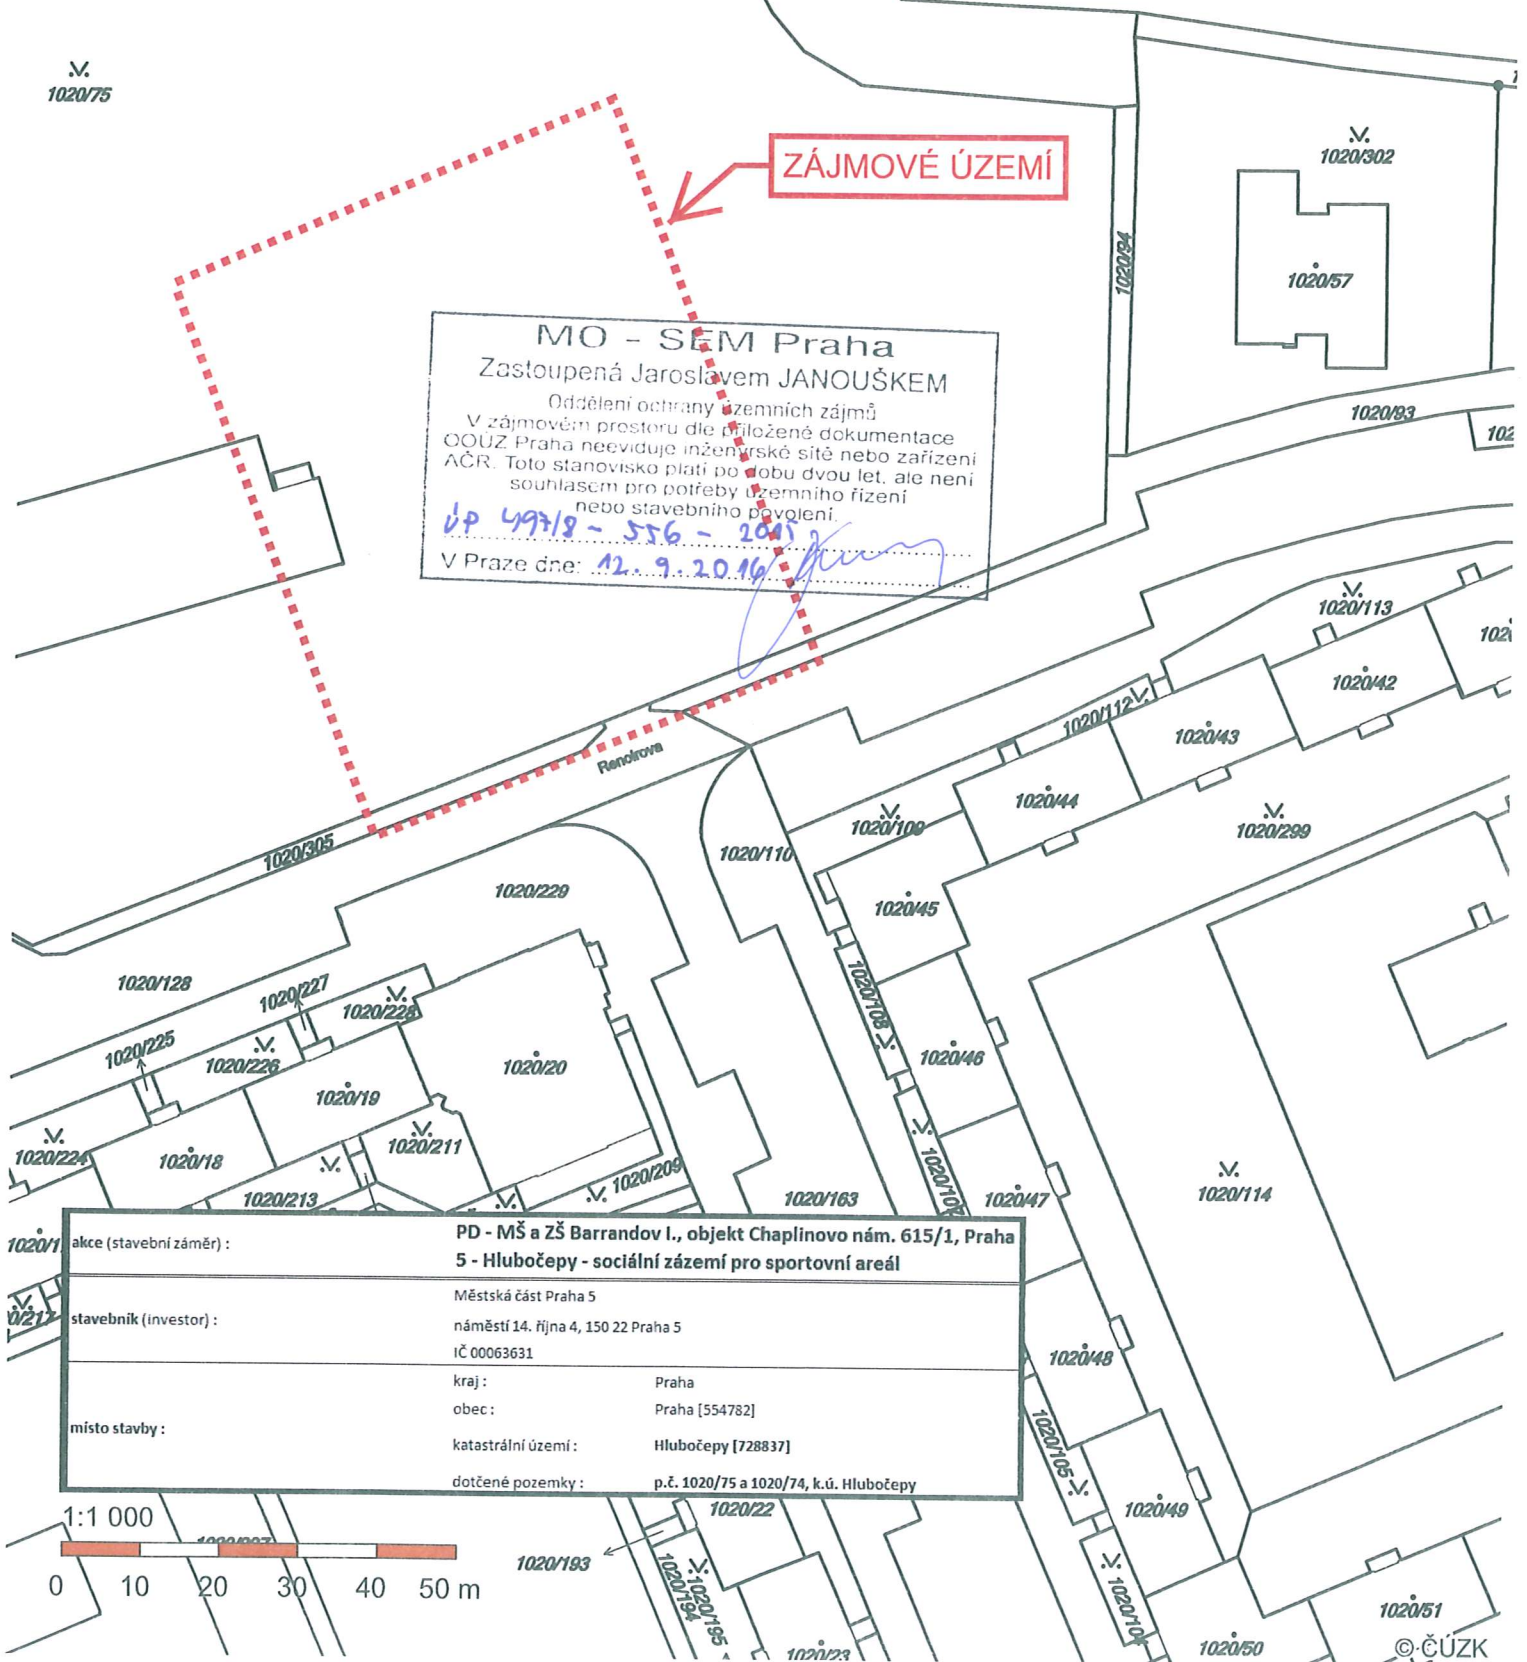 1020/75
ZÁJMOVÉ ÚZEMÍ
1020/302
1020/94
1020/57
MO - SEM Praha
Zastoupená Jaroslavem JANOUŠKEM
Oddělení ochrany územních zájmů
V zájmovém prostoru dle přiložené dokumentace
OOÚZ Praha neeviduje inženýrské sítě nebo zařízení
AČR. Toto stanovisko platí po dobu dvou let, ale není
souhlasem pro potřeby územního řízení
nebo stavebního povolení.
ÚP 497/8 - 556 - 2015
V Praze dne: 12. 9. 2016
1020/93
102
1020/113
102
1020/42
1020/112
1020/43
Renoirova
1020/44
1020/109
1020/299
1020/305
1020/110
1020/229
1020/45
1020/128
1020/227
1020/228
1020/108
1020/225
1020/226
1020/20
1020/46
1020/19
1020/224
1020/18
1020/211
1020/213
1020/209
1020/163
1020/47
1020/114
1020/1
akce (stavební záměr) :
PD - MŠ a ZŠ Barrandov I., objekt Chaplinovo nám. 615/1, Praha
5 - Hlubočepy - sociální zázemí pro sportovní areál
0/217
stavebník (investor) :
Městská část Praha 5
náměstí 14. října 4, 150 22 Praha 5
IČ 00063631
1020/48
místo stavby :
kraj : Praha
obec : Praha [554782]
katastrální území : Hlubočepy [728837]
dotčené pozemky : p.č. 1020/75 a 1020/74, k.ú. Hlubočepy
1020/105
1020/49
1:1 000
1020/22
1020/193
0 10 20 30 40 50 m
1020/194
1020/195
1020/10
1020/51
1020/23
1020/50
©ČÚZK